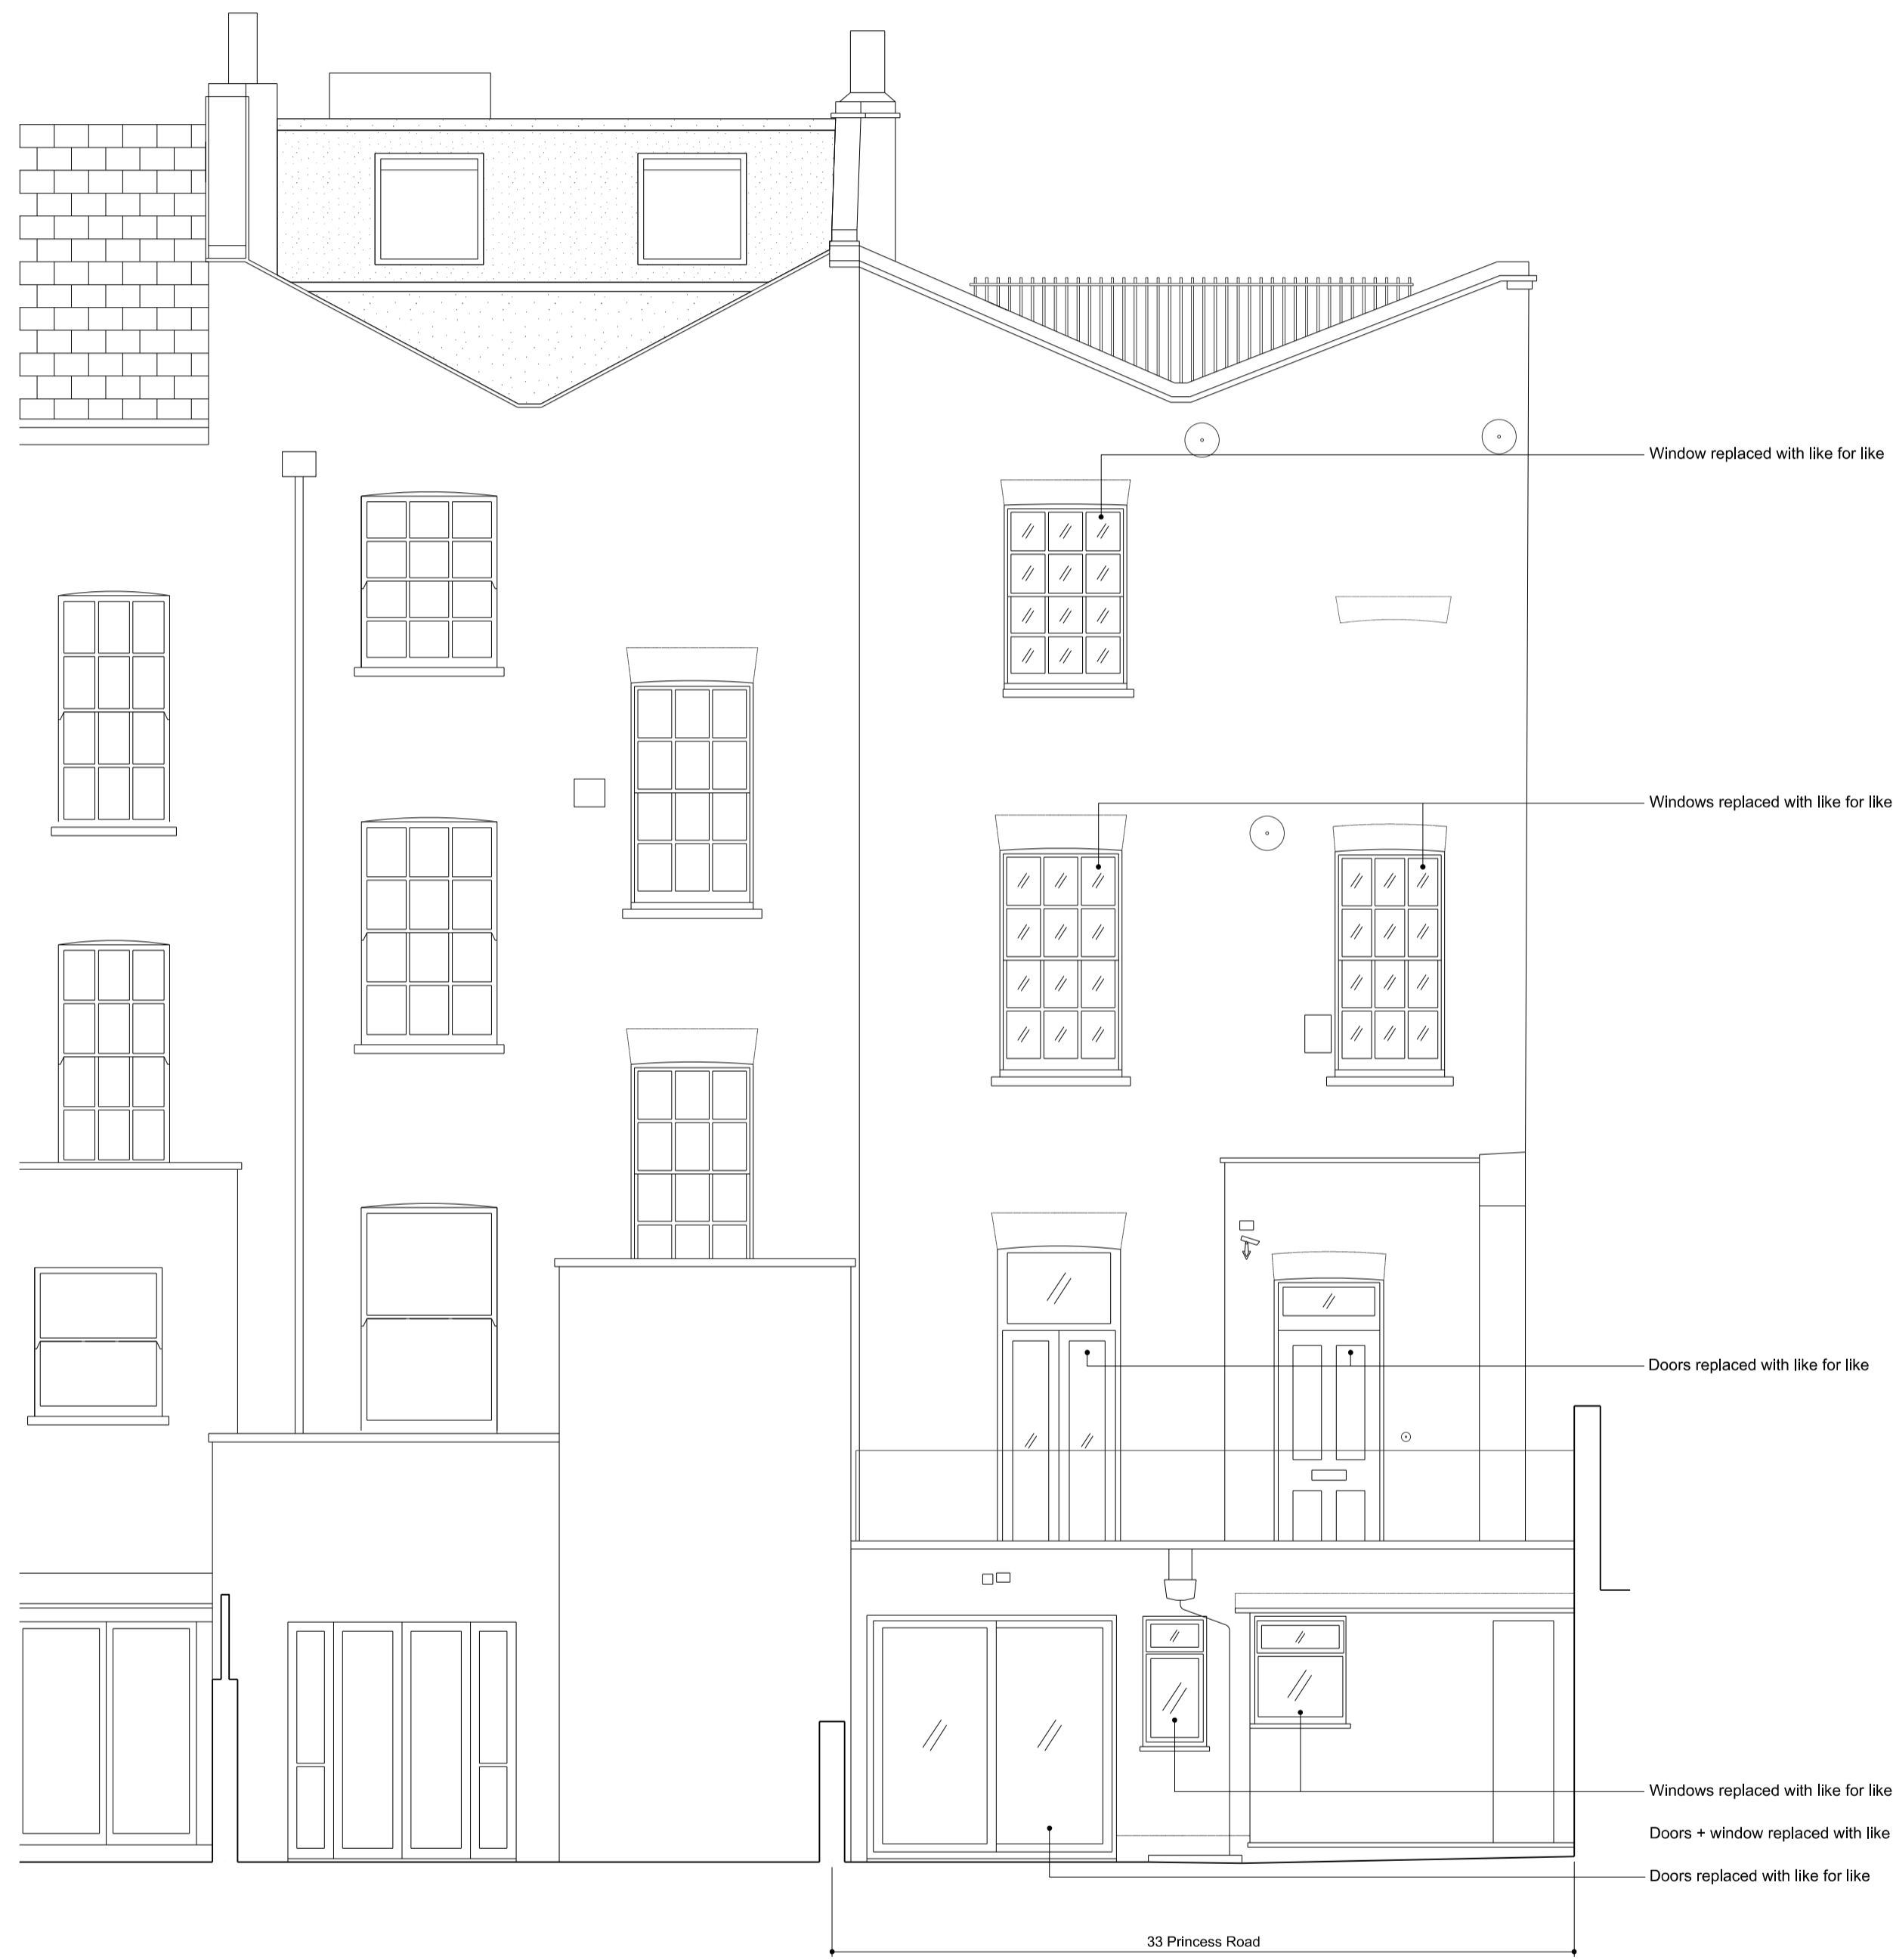 Window replaced with like for like
Windows replaced with like for like
Doors replaced with like for like
Windows replaced with like for like
Doors + window replaced with like
Doors replaced with like for like
33 Princess Road